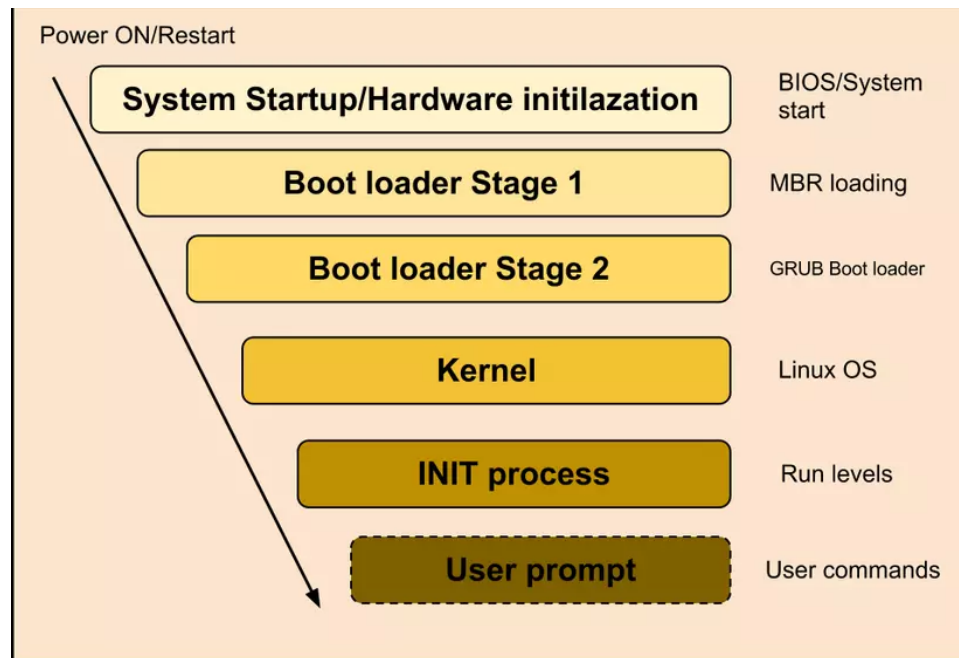 Power ON/Restart
System Startup/Hardware initilazation
BIOS/System
start
Boot loader Stage 1
MBR loading
Boot loader Stage 2
GRUB Boot loader
Kernel
Linux OS
INIT process
Run levels
User prompt
User commands